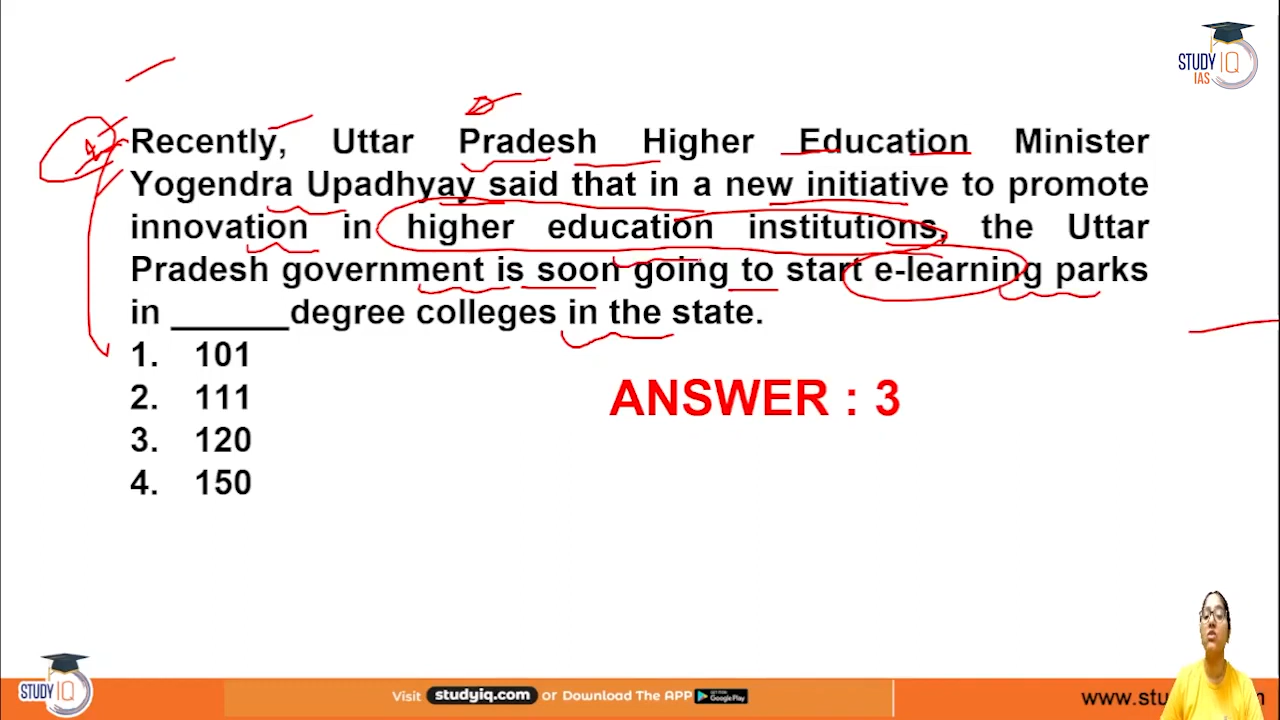 STUDY IQ
IAS
Recently, Uttar Pradesh Higher Education Minister
Yogendra Upadhyay said that in a new initiative to promote
innovation in higher education institutions, the Uttar
Pradesh government is soon going to start e-learning parks
in ______degree colleges in the state.
1. 101
2. 111
3. 120
4. 150
ANSWER : 3
STUDY IQ
Visit studyiq.com or Download The APP Google Play